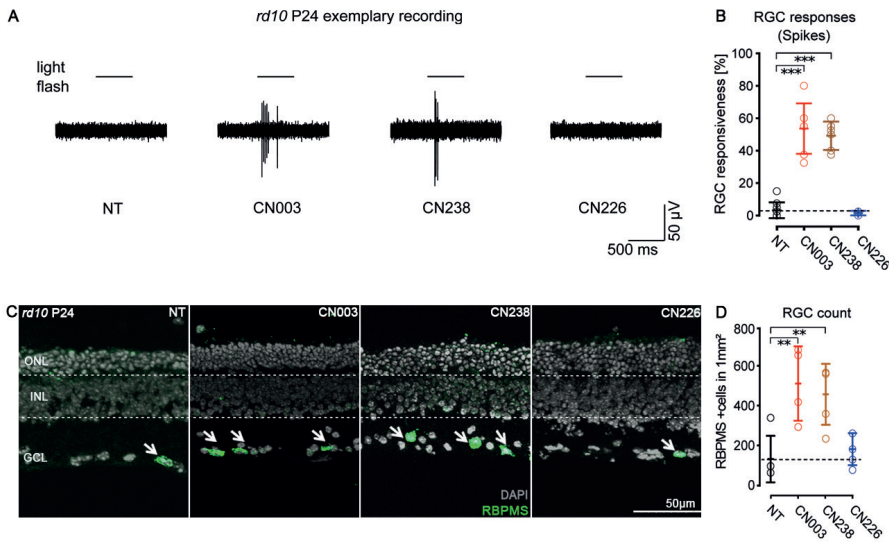 A
rd10 P24 exemplary recording
light
flash
NT
CN003
CN238
CN226
50 µV
500 ms
B
RGC responses
(Spikes)
RGC responsiveness [%]
100
80
60
40
20
0
***
***
NT
CN003
CN238
CN226
C
rd10 P24
NT
CN003
CN238
CN226
ONL
INL
GCL
DAPI
RBPMS
50µm
D
RGC count
RBPMS +cells in 1mm²
800
600
400
200
0
**
**
NT
CN003
CN238
CN226